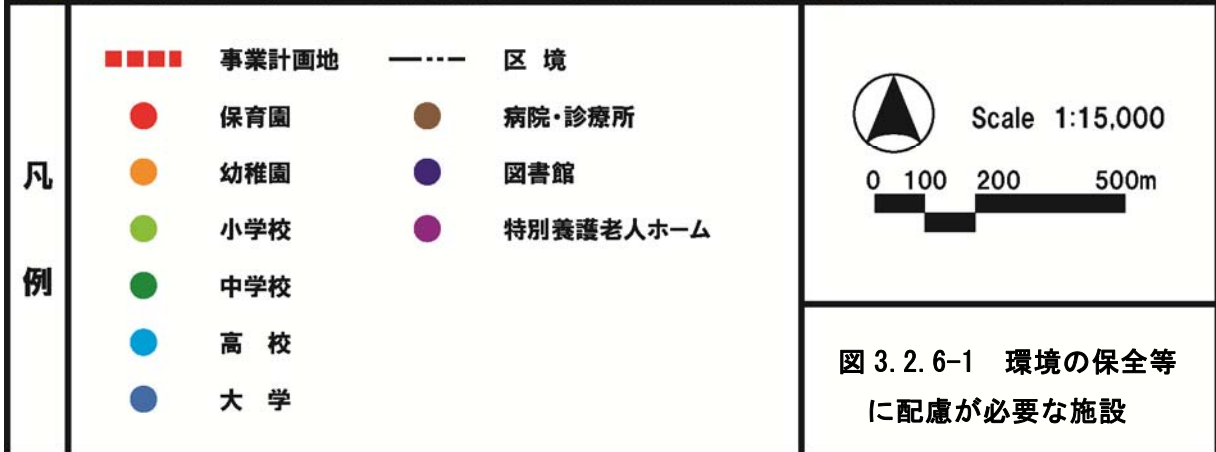 凡例
事業計画地
保育園
幼稚園
小学校
中学校
高 校
大 学
区 境
病院・診療所
図書館
特別養護老人ホーム
Scale 1:15,000
0 100 200 500m
図 3.2.6-1 環境の保全等
に配慮が必要な施設